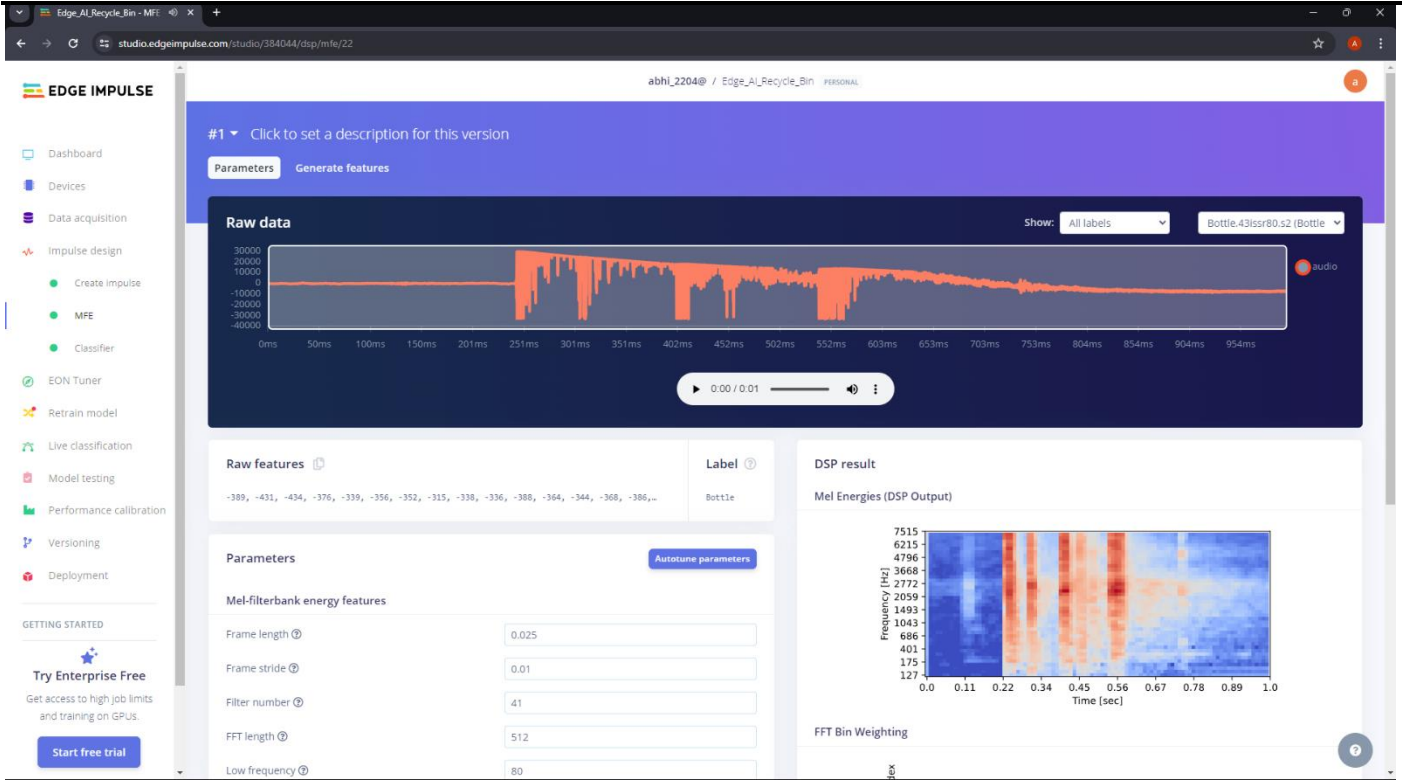 Edge_AI_Recycle_Bin - MFE
studio.edgeimpulse.com/studio/384044/dsp/mfe/22
A
EDGE IMPULSE
abhi_2204@ / Edge_AI_Recycle_Bin PERSONAL
a
#1 Click to set a description for this version
Parameters Generate features
Dashboard
Devices
Data acquisition
Impulse design
Create impulse
MFE
Classifier
EON Tuner
Retrain model
Live classification
Model testing
Performance calibration
Versioning
Deployment
GETTING STARTED
Try Enterprise Free
Get access to high job limits
and training on GPUs.
Start free trial
Raw data
Show: All labels Bottle.43issr80.s2 (Bottle
30000
20000
10000
0
-10000
-20000
-30000
-40000
audio
0ms 50ms 100ms 150ms 201ms 251ms 301ms 351ms 402ms 452ms 502ms 552ms 603ms 653ms 703ms 753ms 804ms 854ms 904ms 954ms
0:00 / 0:01
Raw features
Label
-389, -431, -434, -376, -339, -356, -352, -315, -338, -336, -388, -364, -344, -368, -386,…
Bottle
Parameters
Autotune parameters
Mel-filterbank energy features
Frame length 0.025
Frame stride 0.01
Filter number 41
FFT length 512
Low frequency 80
DSP result
Mel Energies (DSP Output)
Frequency [Hz]
7515
6215
4796
3668
2772
2059
1493
1043
686
401
175
127
0.0 0.11 0.22 0.34 0.45 0.56 0.67 0.78 0.89 1.0
Time [sec]
FFT Bin Weighting